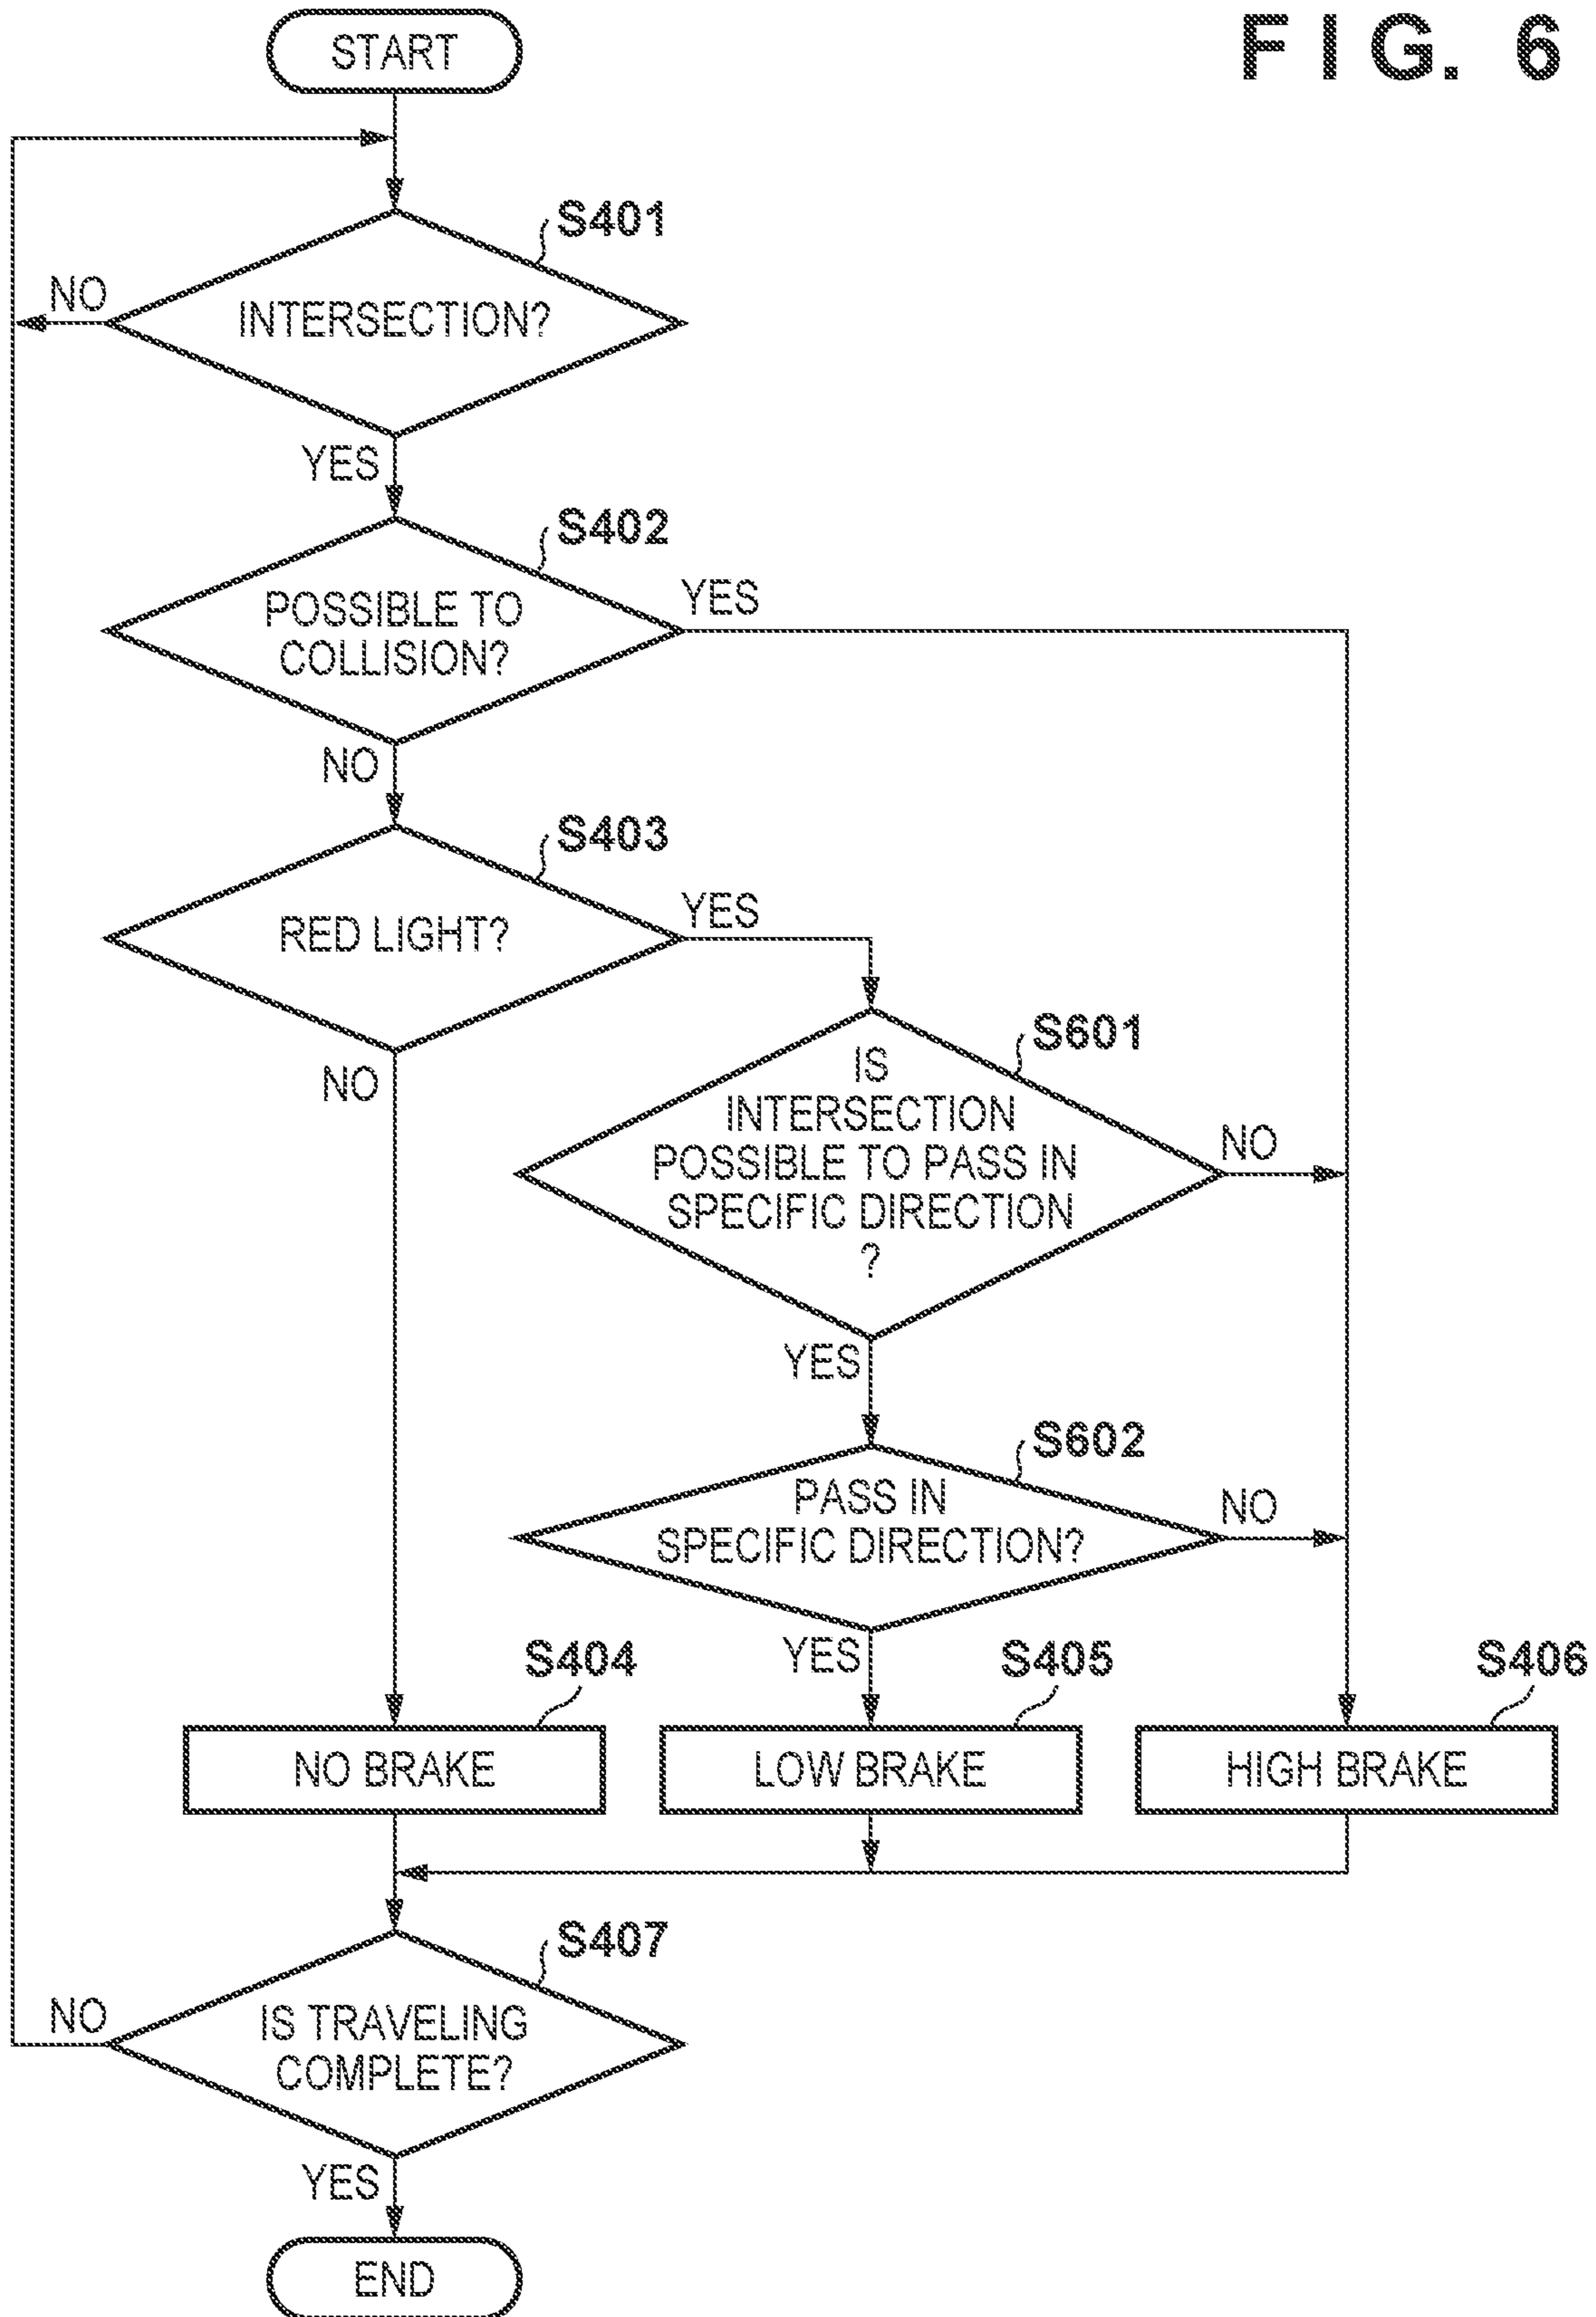 FIG. 6
START
S401
NO
INTERSECTION?
YES
S402
POSSIBLE TO
COLLISION?
YES
NO
S403
RED LIGHT?
YES
NO
S601
IS
INTERSECTION
POSSIBLE TO PASS IN
SPECIFIC DIRECTION
?
NO
YES
S602
PASS IN
SPECIFIC DIRECTION?
NO
YES
S404
NO BRAKE
S405
LOW BRAKE
S406
HIGH BRAKE
S407
NO
IS TRAVELING
COMPLETE?
YES
END